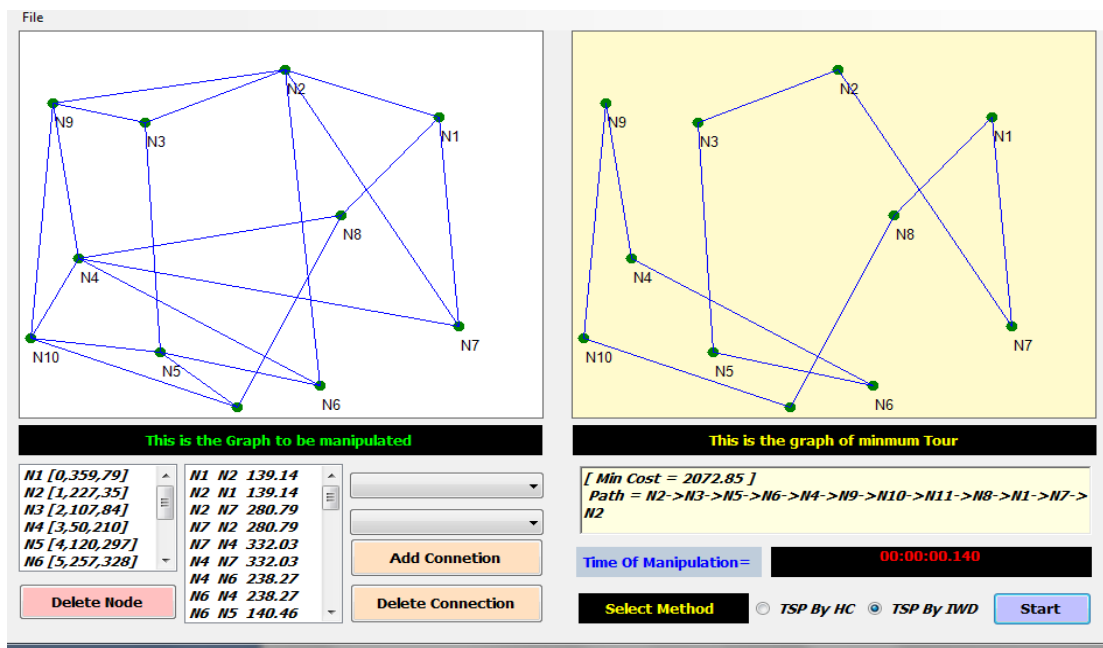 File
N2
N9
N3
N1
N8
N4
N7
N10
N5
N6
N2
N9
N3
N1
N8
N4
N7
N10
N5
N6
This is the Graph to be manipulated
This is the graph of minmum Tour
N1 [0,359,79]
N2 [1,227,35]
N3 [2,107,84]
N4 [3,50,210]
N5 [4,120,297]
N6 [5,257,328]
N1 N2 139.14
N2 N1 139.14
N2 N7 280.79
N7 N2 280.79
N7 N4 332.03
N4 N7 332.03
N4 N6 238.27
N6 N4 238.27
N6 N5 140.46
Add Connetion
Delete Node
Delete Connection
[ Min Cost = 2072.85 ]
Path = N2->N3->N5->N6->N4->N9->N10->N11->N8->N1->N7->
N2
Time Of Manipulation=
00:00:00.140
Select Method
TSP By HC
TSP By IWD
Start